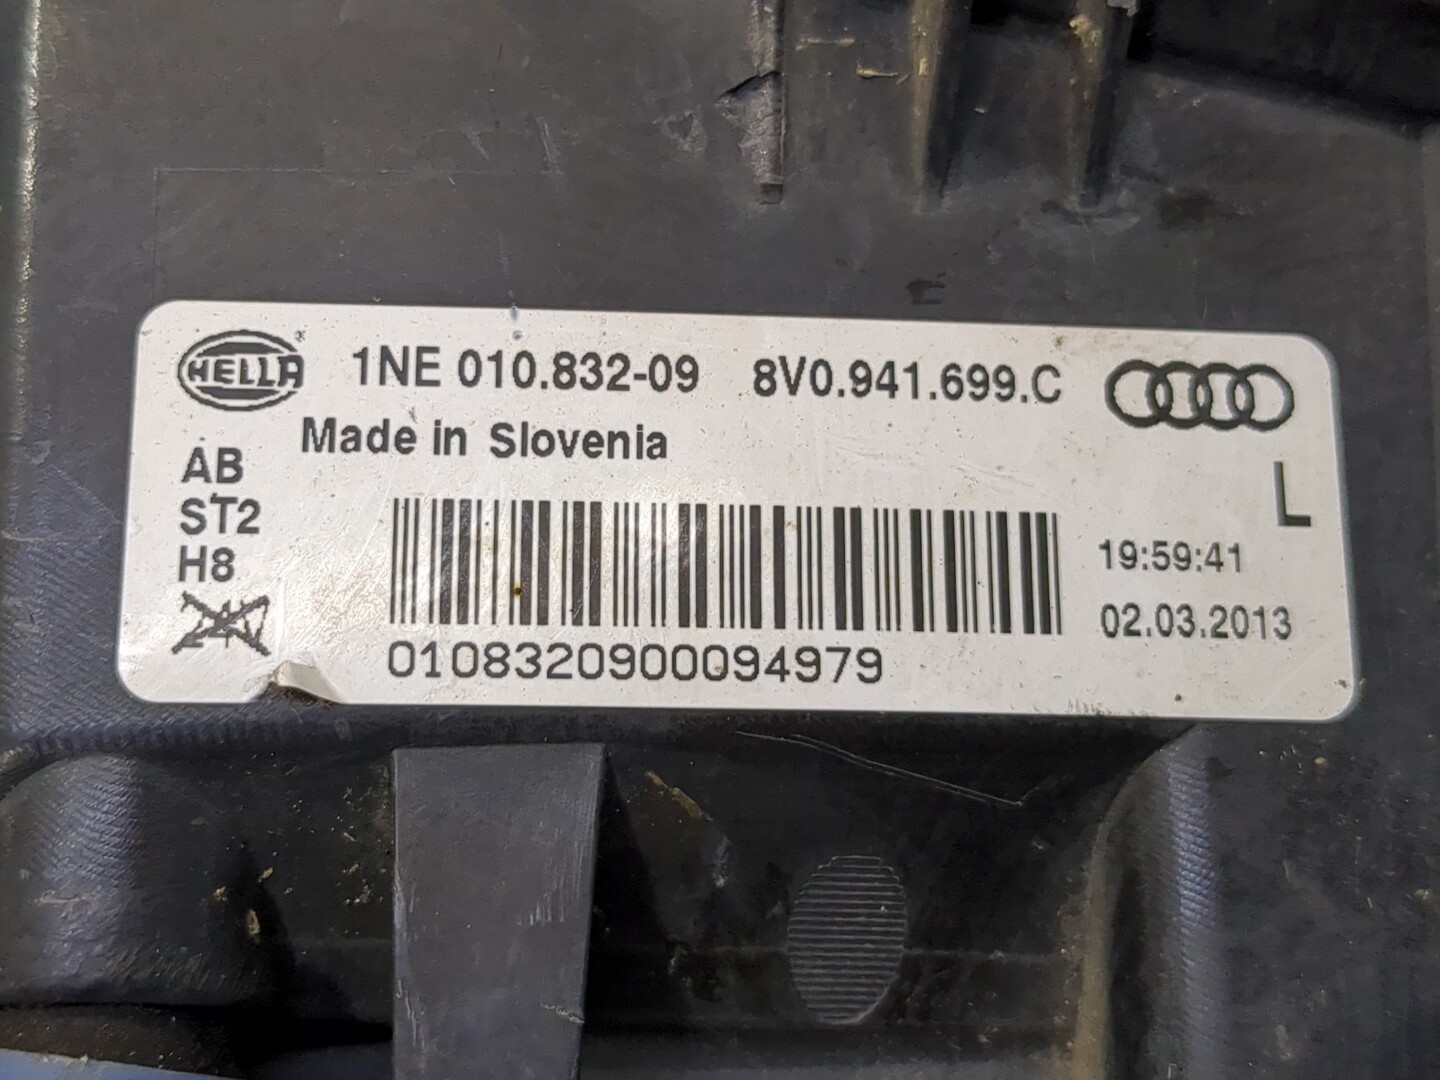 HELLA 1NE 010.832-09 8V0.941.699.C
Made in Slovenia
AB
ST2
H8
L
19:59:41
02.03.2013
0108320900094979